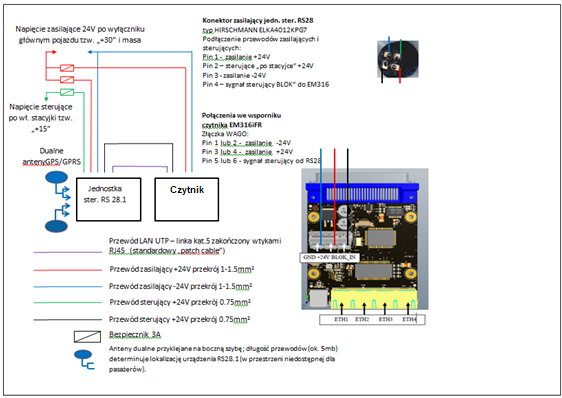 Napięcie zasilające 24V po wyłączniku
głównym pojazdu tzw. „+30” i masa
Napięcie sterujące
po wł. stacyjki tzw.
„+15”
Dualne
antenyGPS/GPRS
Jednostka
ster. RS 28.1
Czytnik
Konektor zasilający jedn. ster. RS28
typ HIRSCHMANN ELKA4012KPG7
Podłączenie przewodów zasilających i
sterujących:
Pin 1 - zasilanie +24V
Pin 2 – sterujące „po stacyjce” +24V
Pin 3 - zasilanie -24V
Pin 4 – sygnał sterujący BLOK” do EM316
Połączenia we wsporniku
czytnika EM316iFR
Złączka WAGO:
Pin 1 lub 2 - zasilanie -24V
Pin 3 lub 4 - zasilanie +24V
Pin 5 lub 6 - sygnał sterujący od RS28
GND +24V BLOK_IN
ETH1 ETH2 ETH3 ETH4
Przewód LAN UTP – linka kat.5 zakończony wtykami
RJ45 (standardowy „patch cable”)
Przewód zasilający +24V przekrój 1-1.5mm²
Przewód zasilający -24V przekrój 1-1.5mm²
Przewód sterujący +24V przekrój 0.75mm²
Przewód sterujący +24V przekrój 0.75mm²
Bezpiecznik 3A
Anteny dualne przyklejane na boczną szybę; długość przewodów (ok. 5mb)
determinuje lokalizację urządzenia RS28.1 (w przestrzeni niedostępnej dla
pasażerów).